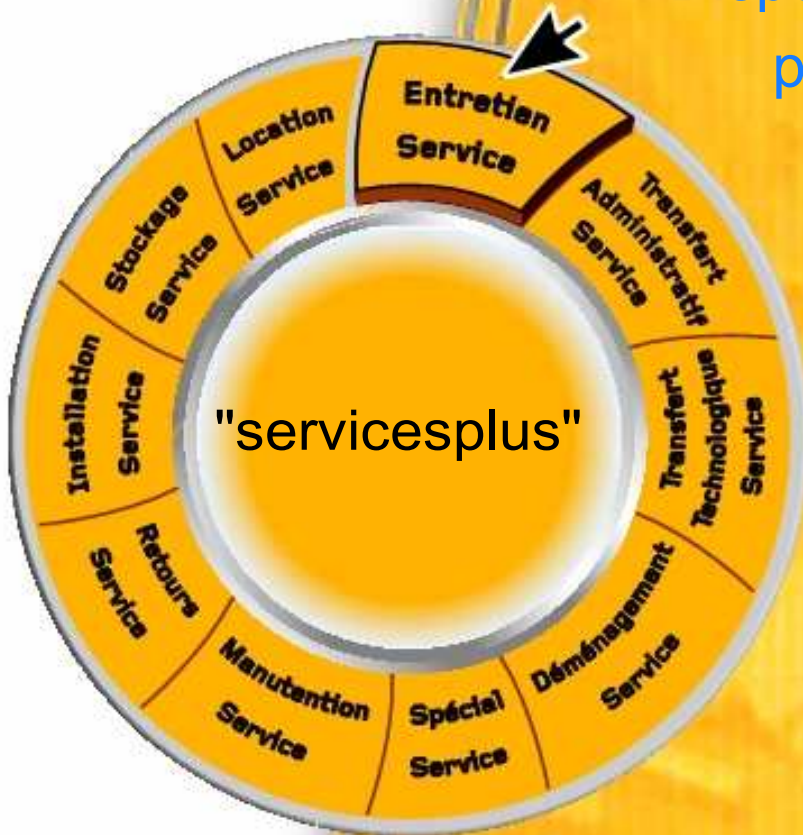 Entretien
Service
Transfert
Administratif
Service
Transfert
Technologique
Service
Déménagement
Service
Spécial
Service
Manutention
Service
Retours
Service
Installation
Service
Stockage
Service
Location
Service
"servicesplus"